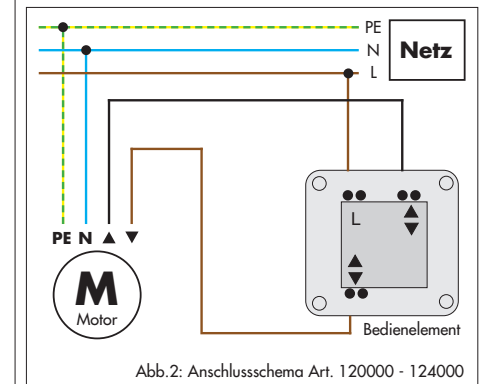 PE
N
L
Netz
L
PE N ▲ ▼
M
Motor
Bedienelement
Abb.2: Anschlussschema Art. 120000 - 124000